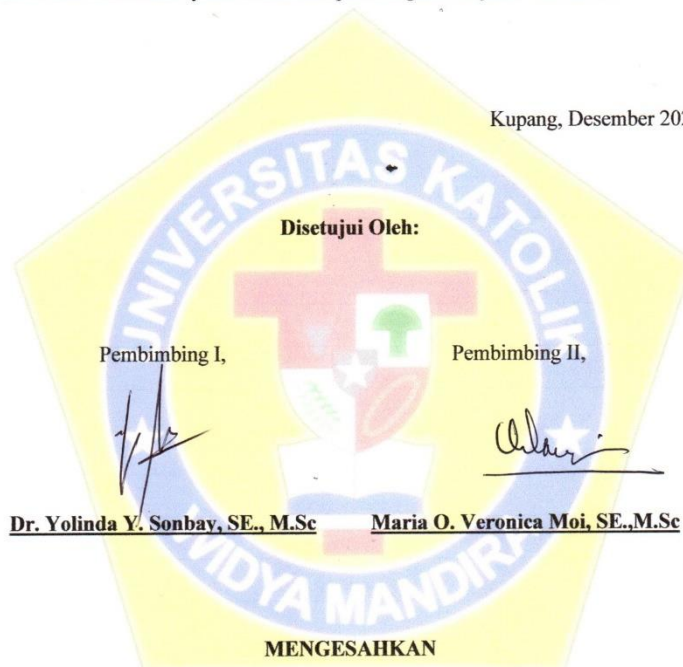 Kupang, Desember 202
UNIVERSITAS KATOLIK
Disetujui Oleh:
Pembimbing I,
Pembimbing II,
Dr. Yolinda Y. Sonbay, SE., M.Sc
Maria O. Veronica Moi, SE.,M.Sc
WIDYA MANDIRA
MENGESAHKAN